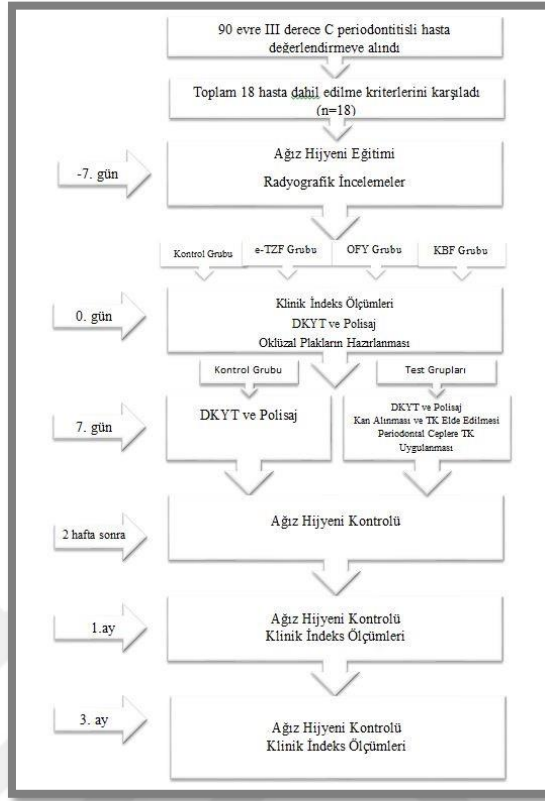 90 evre III derece C periodontitisli hasta
değerlendirmeve alındı
Toplam 18 hasta dahil edilme kriterlerini karşıladı
(n=18)
-7. gün
Ağız Hijyeni Eğitimi
Radyografik İncelemeler
Kontrol Grubu
e-TZF Grubu
OFY Grubu
KBF Grubu
0. gün
Klinik İndeks Ölçümleri
DKYT ve Polisaj
Oklüzal Plakların Hazırlanması
Kontrol Grubu
Test Grupları
7. gün
DKYT ve Polisaj
DKYT ve Polisaj
Kan Alınması ve TK Elde Edilmesi
Periodontal Ceplere TK
Uygulanması
2 hafta sonra
Ağız Hijyeni Kontrolü
1.ay
Ağız Hijyeni Kontrolü
Klinik İndeks Ölçümleri
3. ay
Ağız Hijyeni Kontrolü
Klinik İndeks Ölçümleri